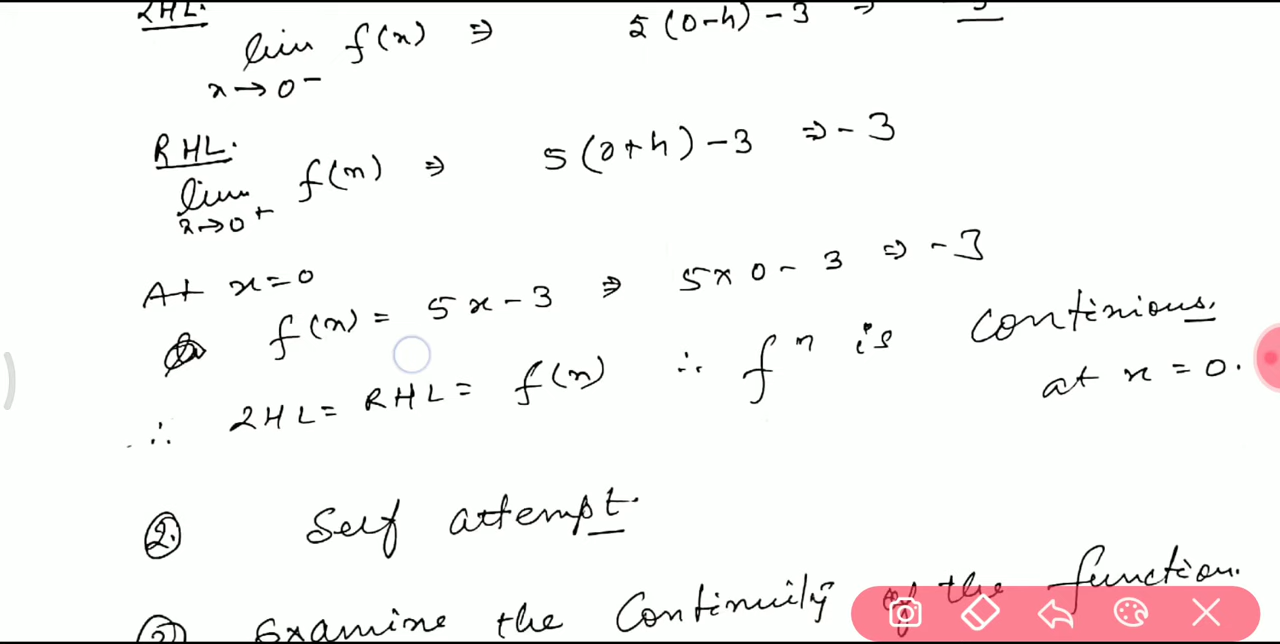 LHL.
lim x→0⁻ f(x) ⇒ 5(0-h)-3 ⇒
RHL.
lim x→0⁺ f(x) ⇒ 5(0+h)-3 ⇒ -3
At x=0
f(x) = 5x-3 ⇒ 5×0-3 ⇒ -3
∴ LHL = RHL = f(x) ∴ fⁿ is continious.
at x = 0.
②. Self attempt.
Examine the Continuity of the function.